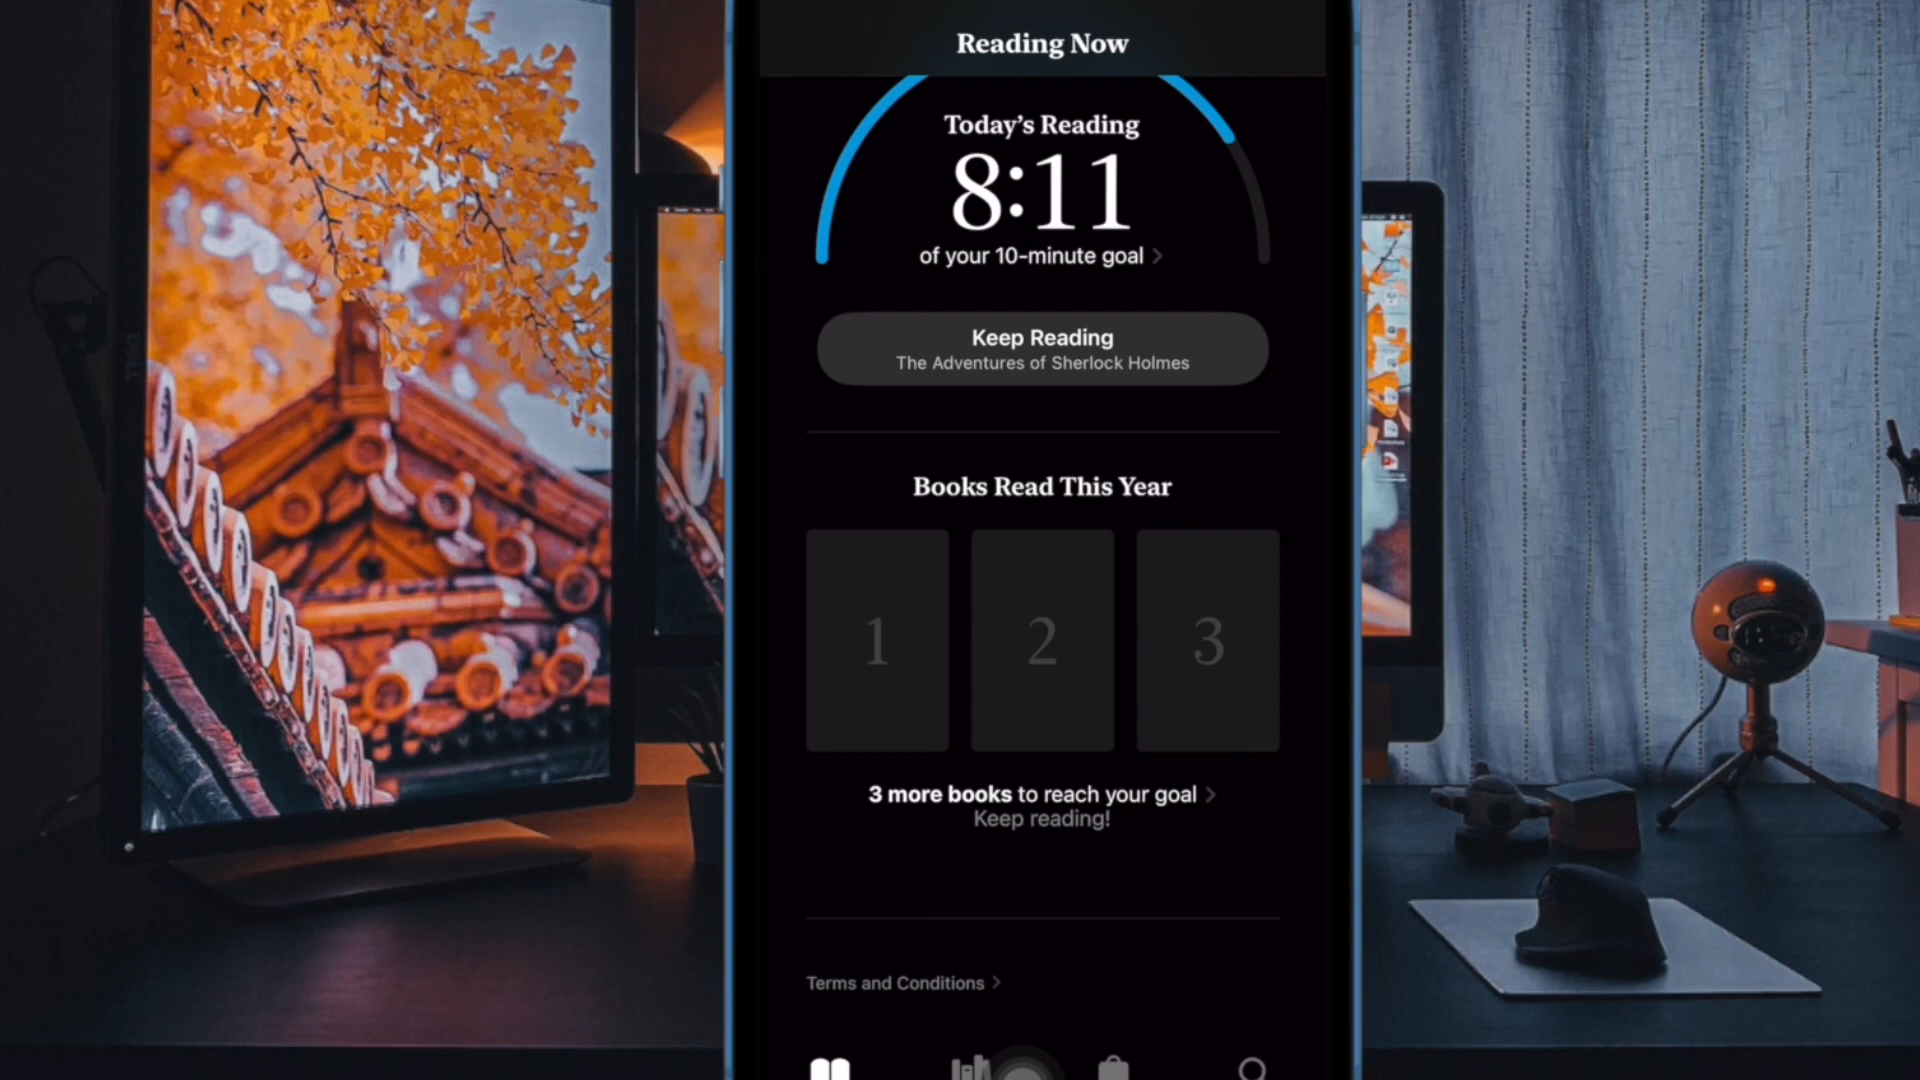 Reading Now
Today's Reading
8:11
of your 10-minute goal
Keep Reading
The Adventures of Sherlock Holmes
Books Read This Year
1
2
3
3 more books to reach your goal
Keep reading!
Terms and Conditions